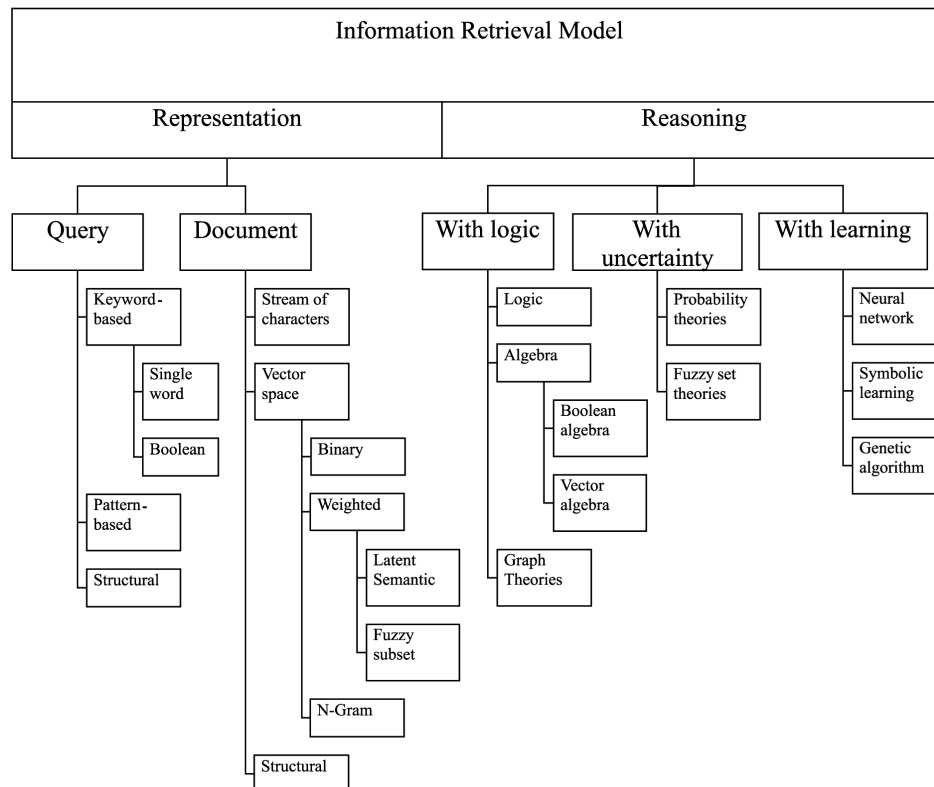 Information Retrieval Model
Representation
Reasoning
Query
Document
With logic
With
uncertainty
With learning
Keyword-
based
Single
word
Boolean
Pattern-
based
Structural
Stream of
characters
Vector
space
Binary
Weighted
Latent
Semantic
Fuzzy
subset
N-Gram
Structural
Logic
Algebra
Boolean
algebra
Vector
algebra
Graph
Theories
Probability
theories
Fuzzy set
theories
Neural
network
Symbolic
learning
Genetic
algorithm